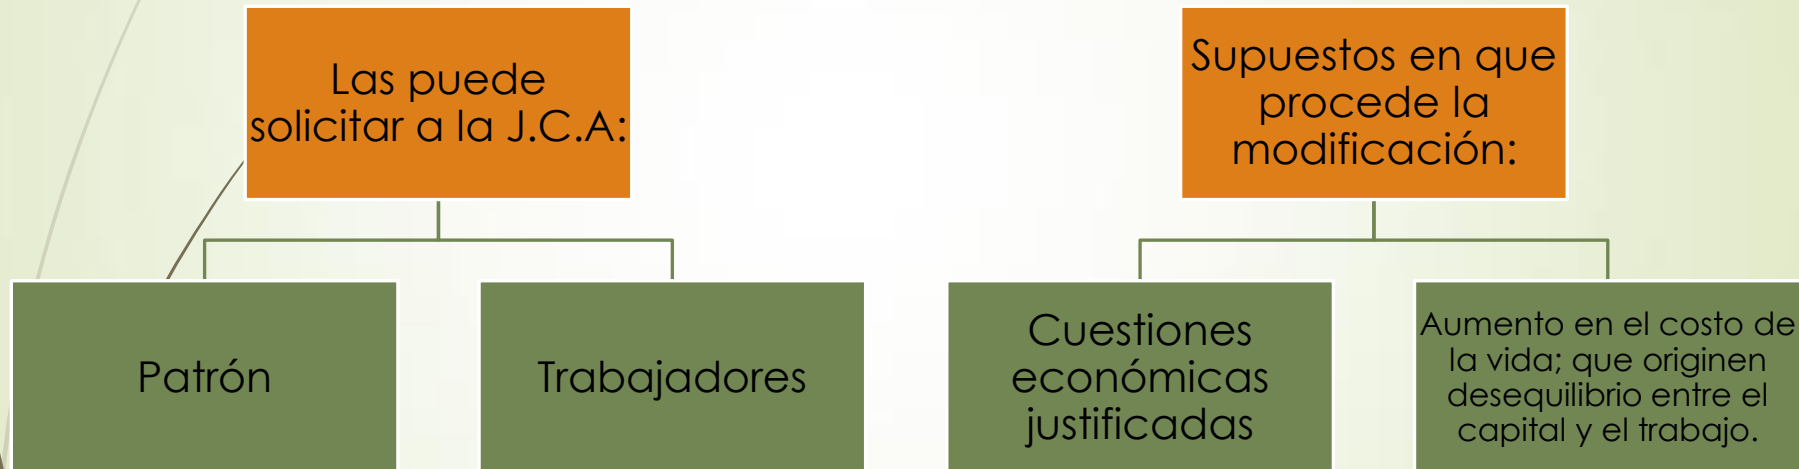 Las puede
solicitar a la J.C.A:
Patrón
Trabajadores
Supuestos en que
procede la
modificación:
Cuestiones
económicas
justificadas
Aumento en el costo de
la vida; que originen
desequilibrio entre el
capital y el trabajo.